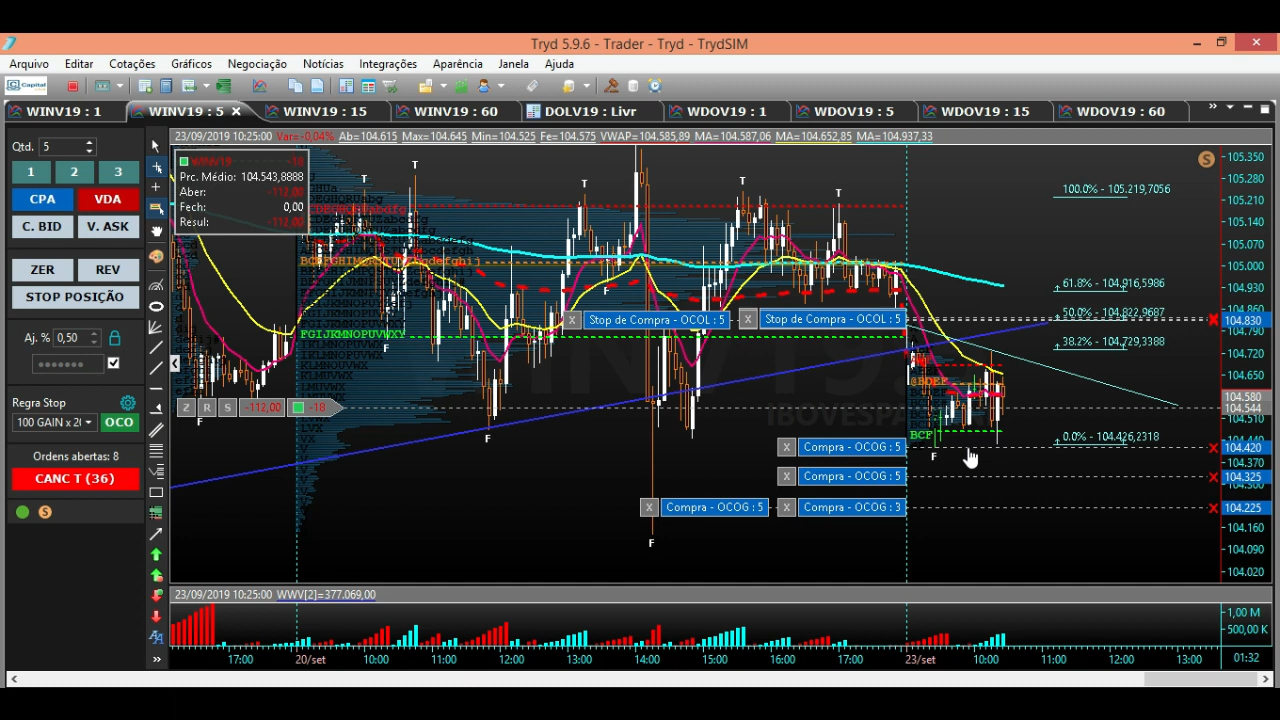 Tryd 5.9.6 - Trader - Tryd - TrydSIM
Arquivo Editar Cotações Gráficos Negociação Notícias Integrações Aparência Janela Ajuda
Capital
WINV19 : 1 WINV19 : 5 WINV19 : 15 WINV19 : 60 DOLV19 : Livr WDOV19 : 1 WDOV19 : 5 WDOV19 : 15 WDOV19 : 60
23/09/2019 10:25:00 Var=-0,04% Ab=104.615 Max=104.645 Min=104.525 Fe=104.575 VWAP=104.585,89 MA=104.587,06 MA=104.652,85 MA=104.937,33
Qtd. 5
1 2 3
CPA VDA
C. BID V. ASK
ZER REV
STOP POSIÇÃO
Aj. % 0,50
Regra Stop
OCO
Ordens abertas: 8
CANC T (36)
S
WINV19 -18
Prc. Médio: 104.543,8888
Aber: -112,00
Fech: 0,00
Resul: -112,00
S
T
T
T
T
T
F
F
F
F
F
F
BCF
Stop de Compra - OCOL : 5
Stop de Compra - OCOL : 5
Z R S -112,00 -18
Compra - OCOG : 5
Compra - OCOG : 5
Compra - OCOG : 5
Compra - OCOG : 3
100.0% - 105.219,7056
61.8% - 104.916,5986
50.0% - 104.822,9687
38.2% - 104.729,3388
0.0% - 104.426,2318
105.350
105.280
105.210
105.140
105.070
105.000
104.930
104.830
104.720
104.650
104.580
104.544
104.510
104.420
104.370
104.325
104.225
104.160
104.090
104.020
23/09/2019 10:25:00 WWV[2]=377.069,00
1,00 M
500,00 K
17:00 20/set 10:00 11:00 12:00 13:00 14:00 15:00 16:00 17:00 23/set 10:00 11:00 12:00 13:00 01:32